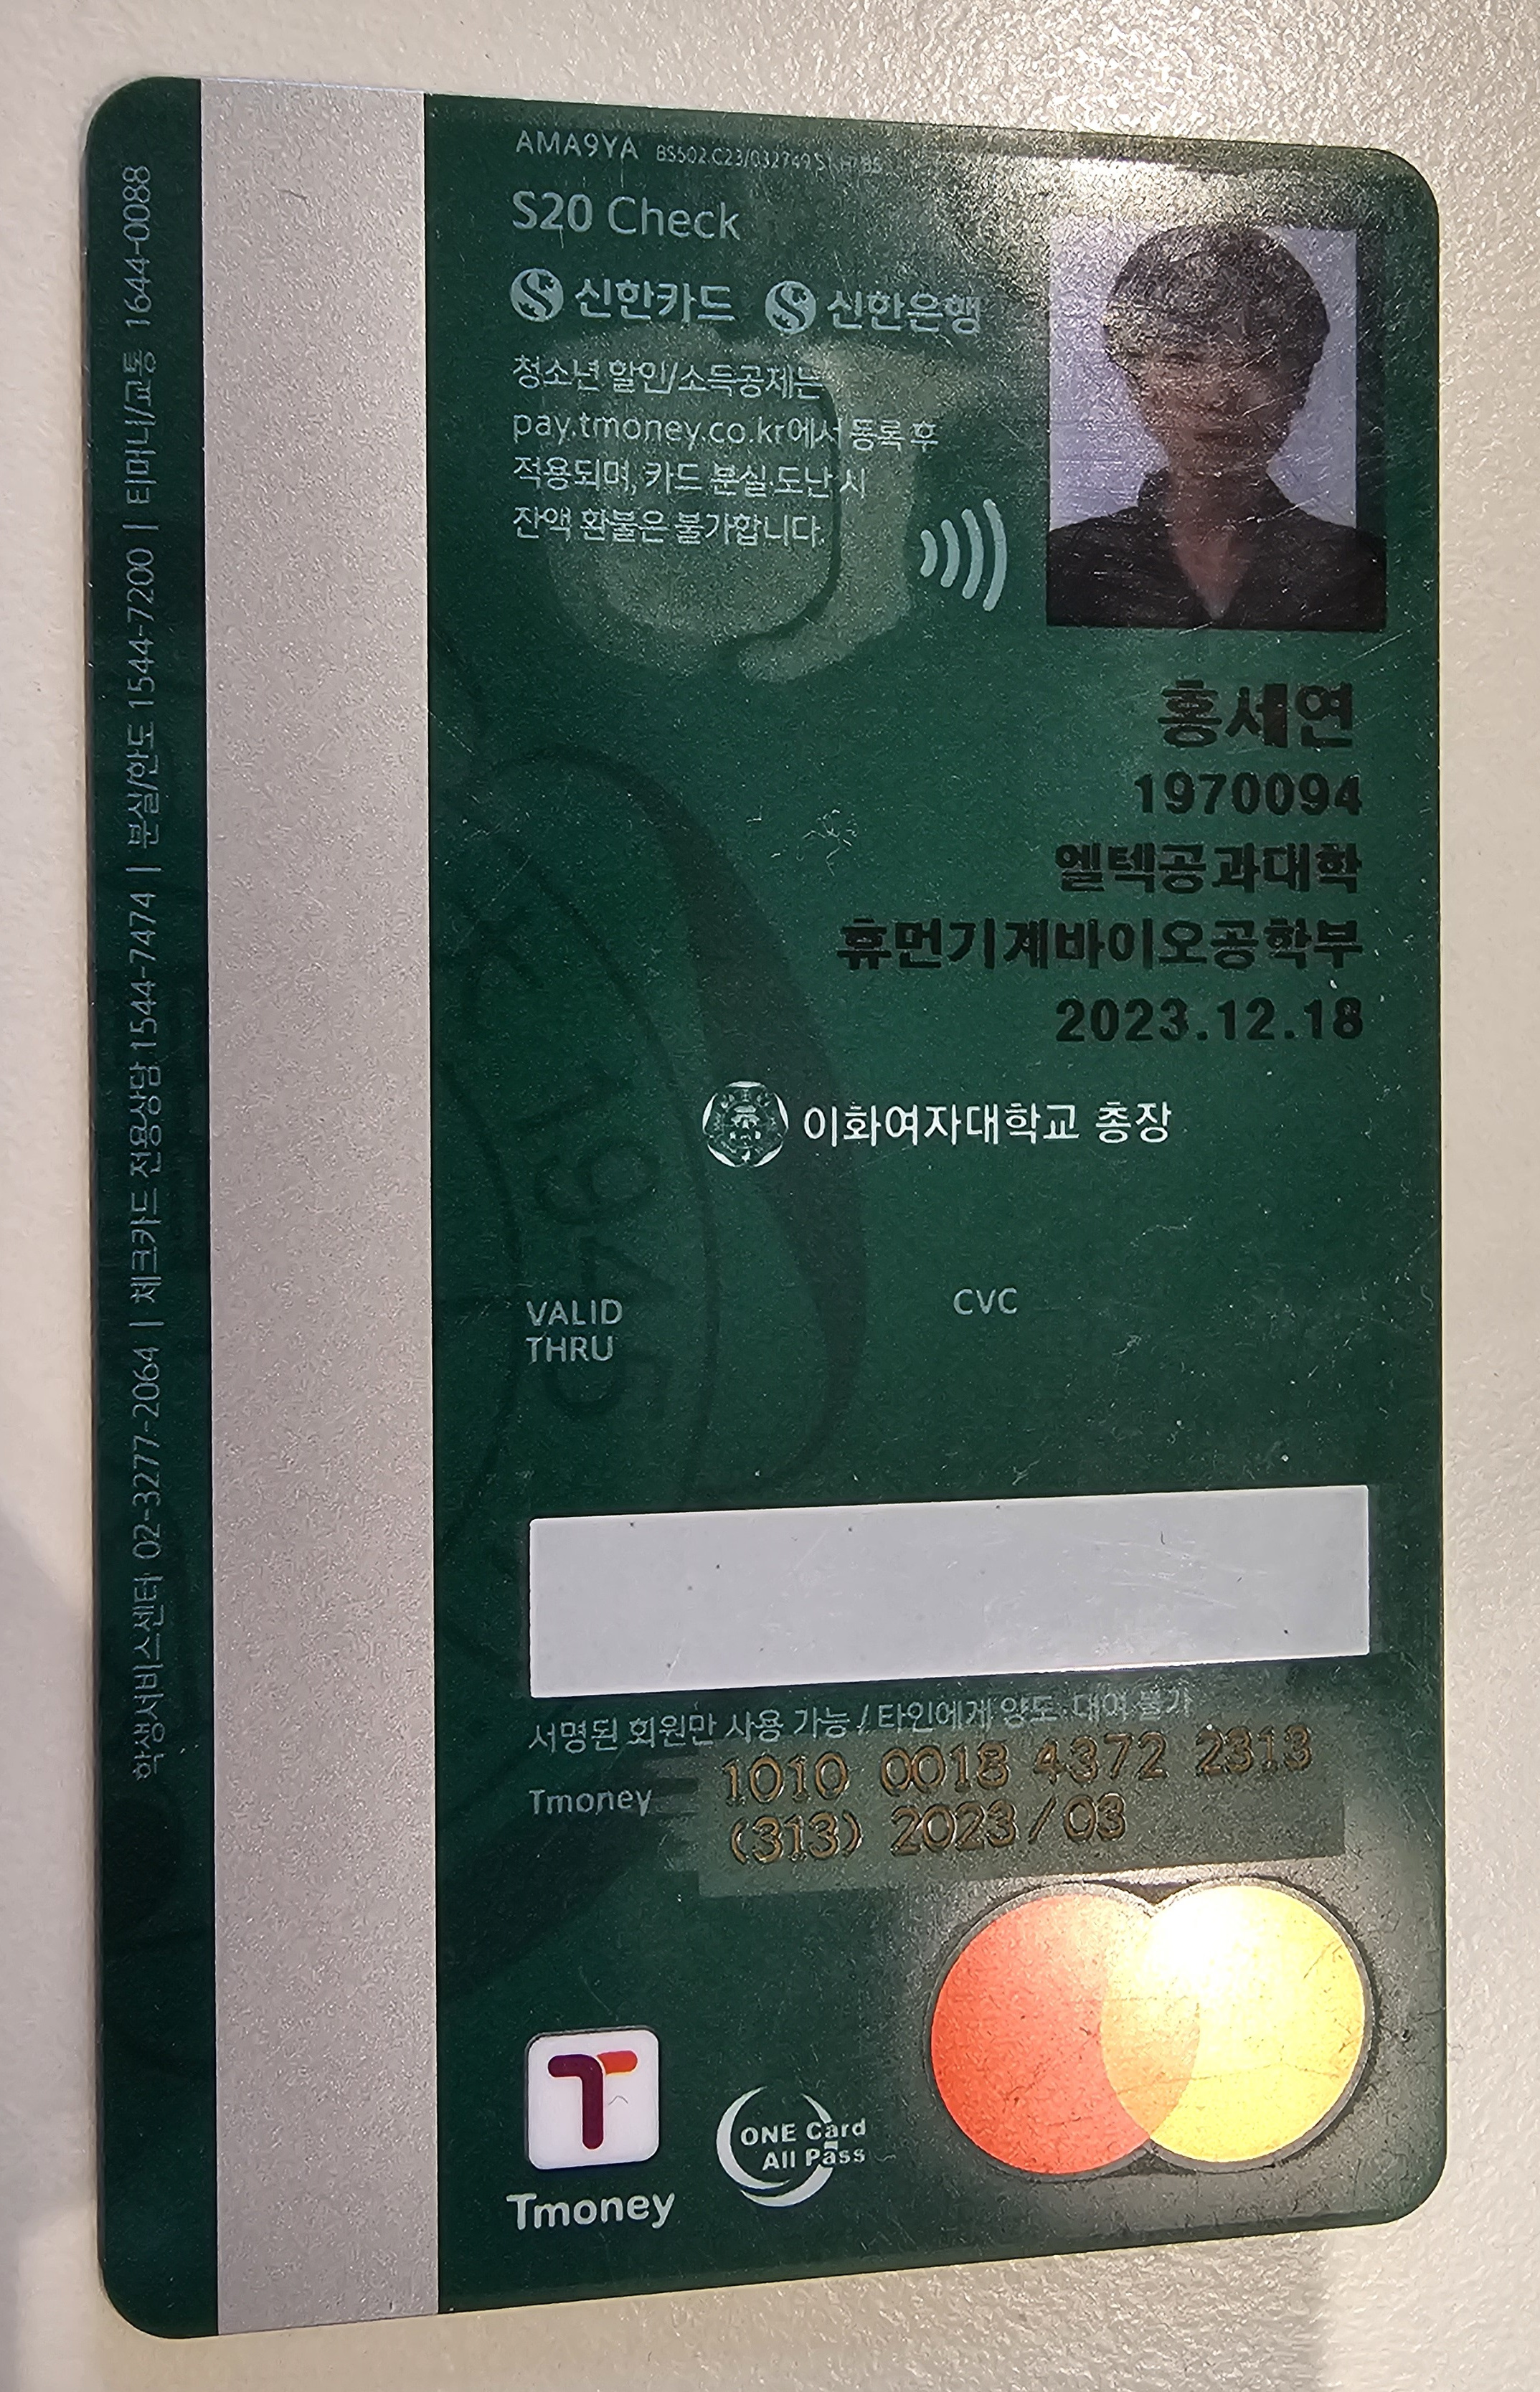 AMA9YA
S20 Check
신한카드 신한은행
청소년 할인/소득공제는
pay.tmoney.co.kr에서 등록 후
적용되며, 카드 분실·도난 시
잔액 환불은 불가합니다.
홍세연
1970094
엘텍공과대학
휴먼기계바이오공학부
2023.12.18
이화여자대학교 총장
VALID
THRU
CVC
서명된 회원만 사용 가능 / 타인에게 양도·대여 불가
Tmoney
1010 0018 4372 2313
(313) 2023/03
Tmoney
ONE Card
All Pass
학생서비스센터 02-3277-2064 | 체크카드 전용상담 1544-7474 | 분실/한도 1544-7200 | 티머니/교통 1644-0088